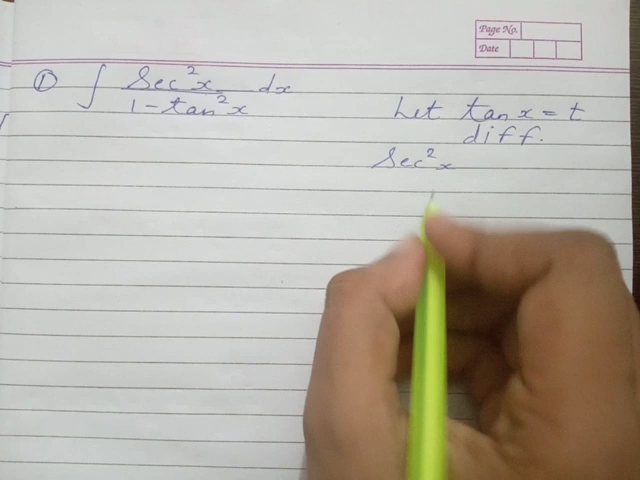 Page No.
Date
① ∫ Sec²x / 1 - tan²x dx
Let tan x = t
diff.
Sec²x